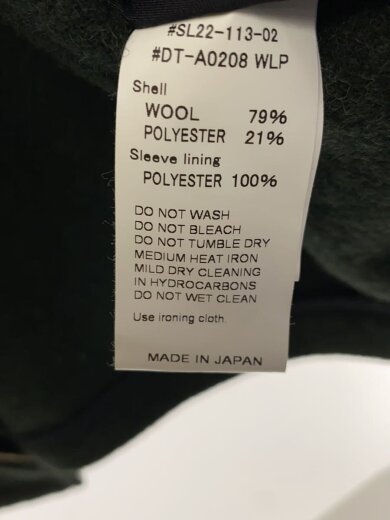 #SL22-113-02
#DT-A0208 WLP
Shell
WOOL 79%
POLYESTER 21%
Sleeve lining
POLYESTER 100%
DO NOT WASH
DO NOT BLEACH
DO NOT TUMBLE DRY
MEDIUM HEAT IRON
MILD DRY CLEANING
IN HYDROCARBONS
DO NOT WET CLEAN
Use ironing cloth.
MADE IN JAPAN